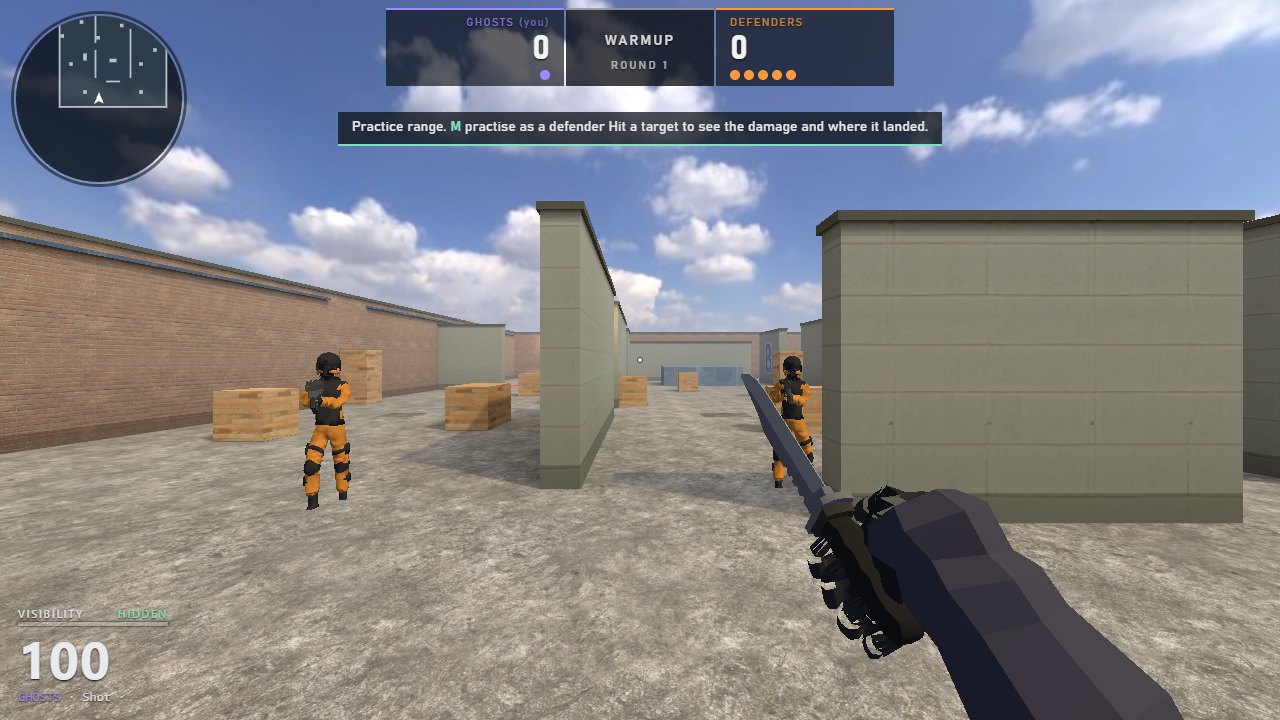 GHOSTS (you)
0
WARMUP
ROUND 1
DEFENDERS
0
Practice range. M practise as a defender Hit a target to see the damage and where it landed.
B
VISIBILITY HIDDEN
100
GHOSTS · Shot